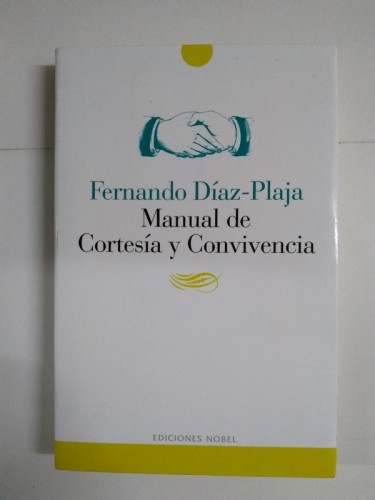 Fernando Díaz-Plaja
Manual de
Cortesía y Convivencia
EDICIONES NOBEL